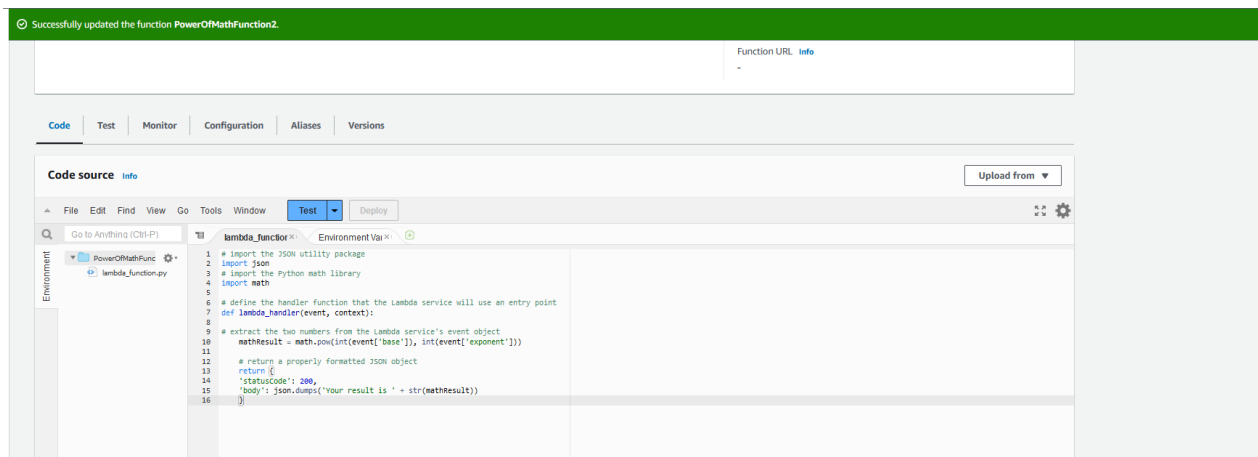 Successfully updated the function PowerOfMathFunction2.
Function URL Info
-
Code Test Monitor Configuration Aliases Versions
Code source Info
Upload from ▼
File Edit Find View Go Tools Window Test Deploy
Go to Anything (Ctrl-P)
lambda_function
Environment Var
Environment
PowerOfMathFunc
lambda_function.py
1 # import the JSON utility package
2 import json
3 # import the Python math library
4 import math
5
6 # define the handler function that the Lambda service will use an entry point
7 def lambda_handler(event, context):
8
9 # extract the two numbers from the Lambda service's event object
10 mathResult = math.pow(int(event['base']), int(event['exponent']))
11
12 # return a properly formatted JSON object
13 return {
14 'statusCode': 200,
15 'body': json.dumps('Your result is ' + str(mathResult))
16 }